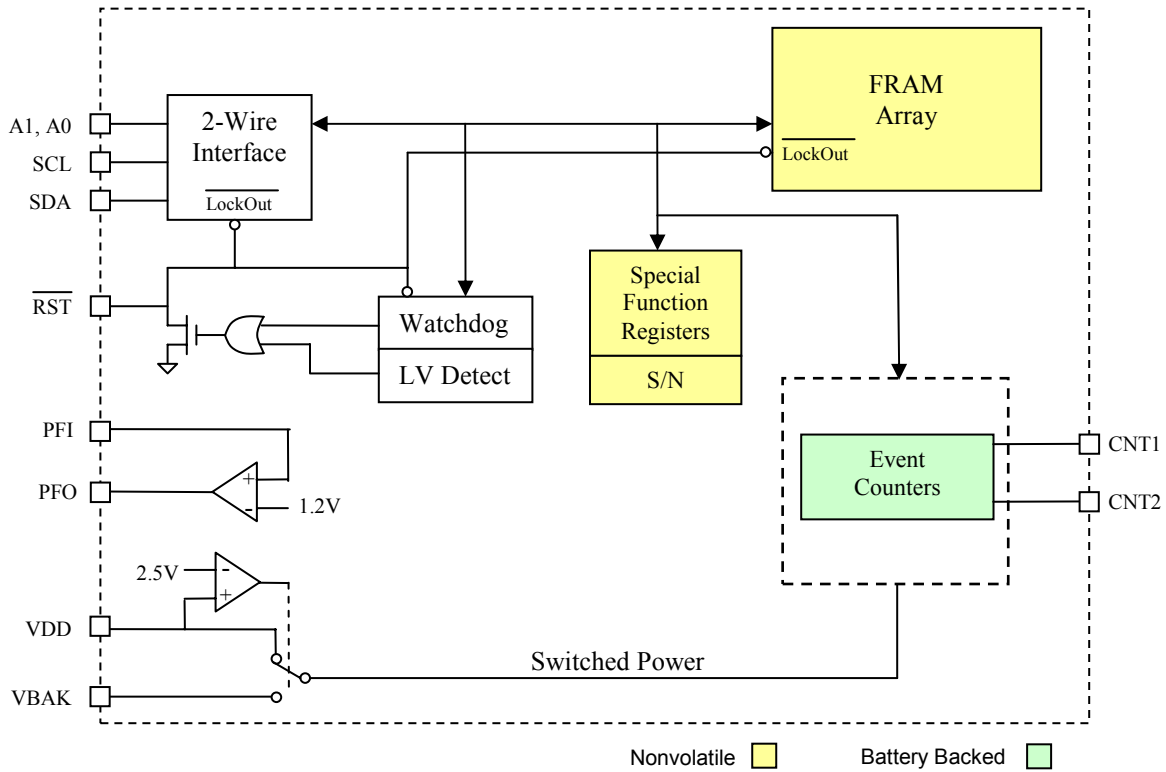 FRAM
Array
LockOut
2-Wire
Interface
LockOut
A1, A0
SCL
SDA
RST
Watchdog
LV Detect
Special
Function
Registers
S/N
PFI
PFO
+
-
1.2V
Event
Counters
CNT1
CNT2
2.5V
-
+
VDD
VBAK
Switched Power
Nonvolatile
Battery Backed